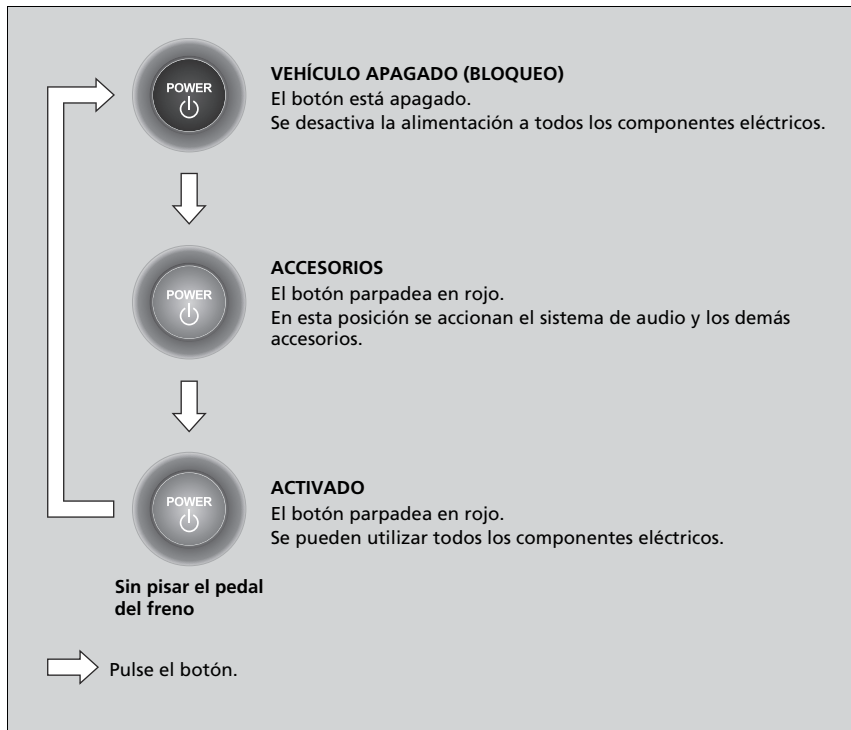 POWER
VEHÍCULO APAGADO (BLOQUEO)
El botón está apagado.
Se desactiva la alimentación a todos los componentes eléctricos.
POWER
ACCESORIOS
El botón parpadea en rojo.
En esta posición se accionan el sistema de audio y los demás
accesorios.
POWER
ACTIVADO
El botón parpadea en rojo.
Se pueden utilizar todos los componentes eléctricos.
Sin pisar el pedal
del freno
Pulse el botón.